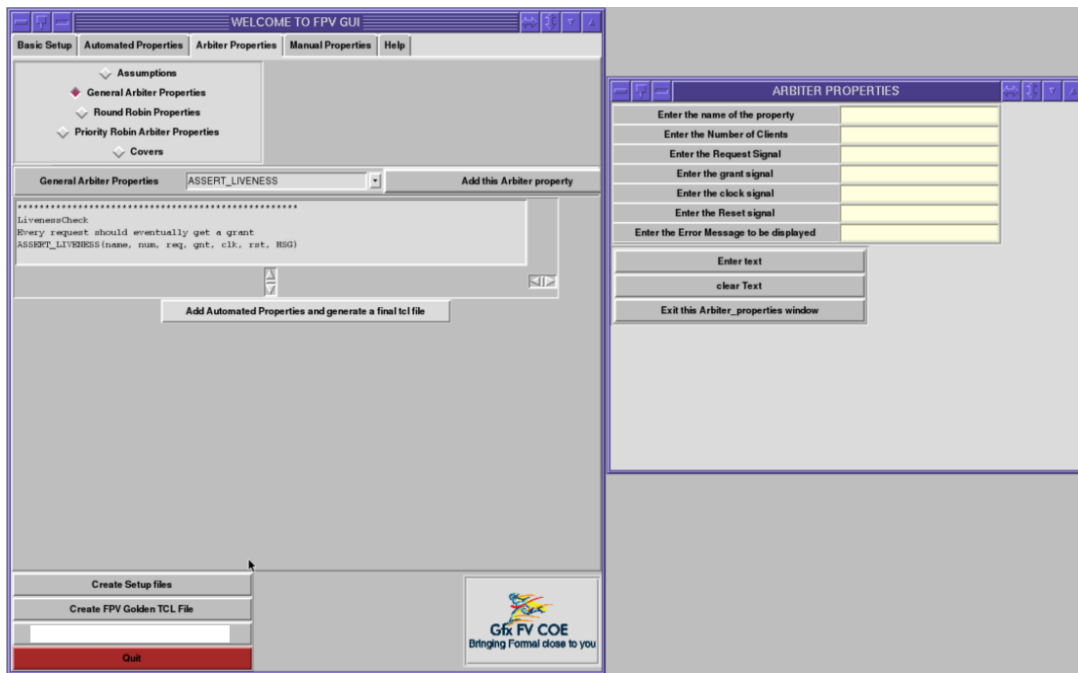 WELCOME TO FPV GUI
Basic Setup Automated Properties Arbiter Properties Manual Properties Help
Assumptions
General Arbiter Properties
Round Robin Properties
Priority Robin Arbiter Properties
Covers
General Arbiter Properties ASSERT_LIVENESS Add this Arbiter property
***************************************************
LivenessCheck
Every request should eventually get a grant
ASSERT_LIVENESS(name, num, req, gnt, clk, rst, MSG)
Add Automated Properties and generate a final tcl file
Create Setup files
Create FPV Golden TCL File
Quit
Gfx FV COE
Bringing Formal close to you
ARBITER PROPERTIES
Enter the name of the property
Enter the Number of Clients
Enter the Request Signal
Enter the grant signal
Enter the clock signal
Enter the Reset signal
Enter the Error Message to be displayed
Enter text
clear Text
Exit this Arbiter_properties window